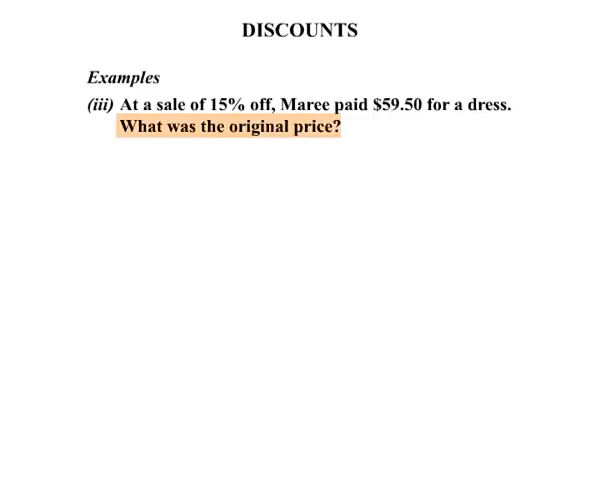 DISCOUNTS
Examples
(iii) At a sale of 15% off, Maree paid $59.50 for a dress.
What was the original price?